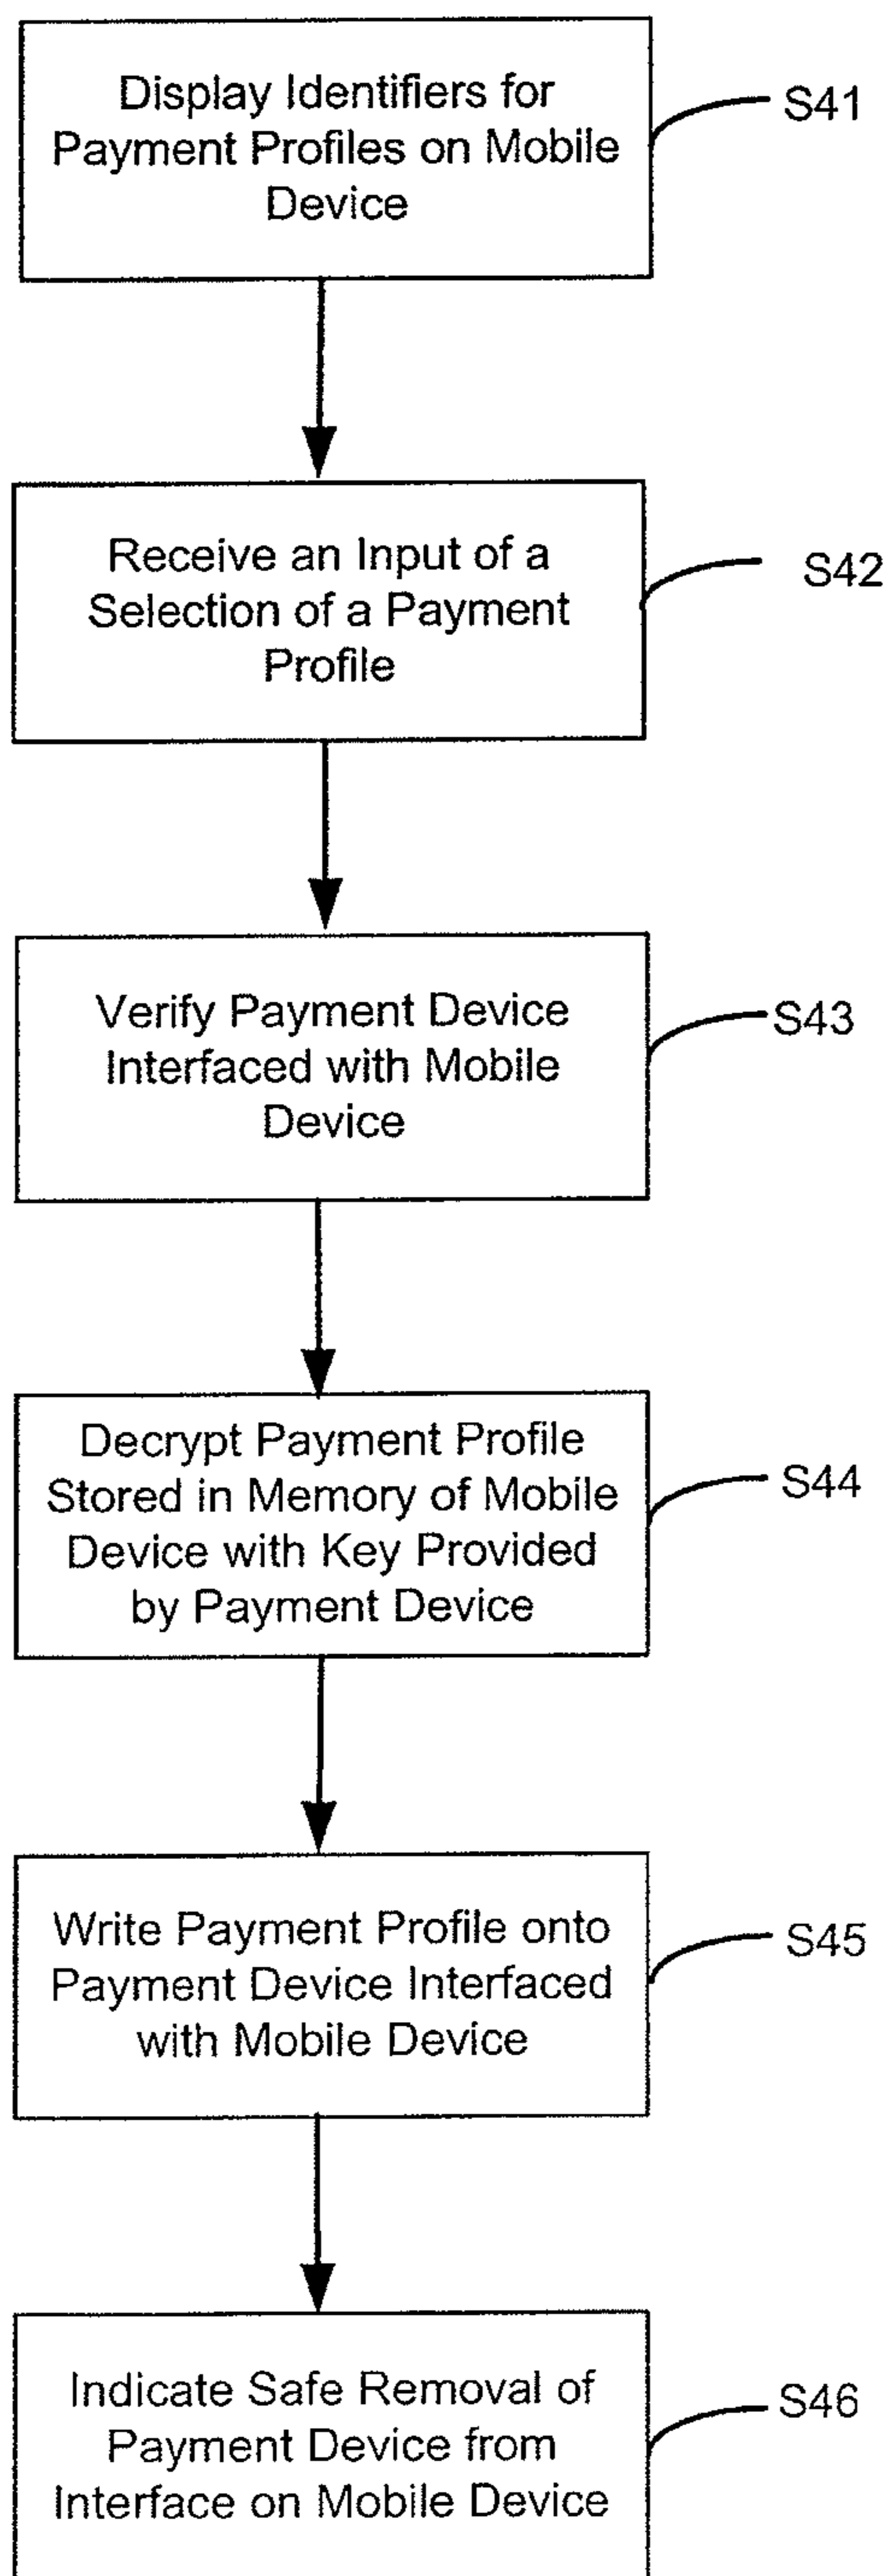 Display Identifiers for
Payment Profiles on Mobile
Device
S41
Receive an Input of a
Selection of a Payment
Profile
S42
Verify Payment Device
Interfaced with Mobile
Device
S43
Decrypt Payment Profile
Stored in Memory of Mobile
Device with Key Provided
by Payment Device
S44
Write Payment Profile onto
Payment Device Interfaced
with Mobile Device
S45
Indicate Safe Removal of
Payment Device from
Interface on Mobile Device
S46